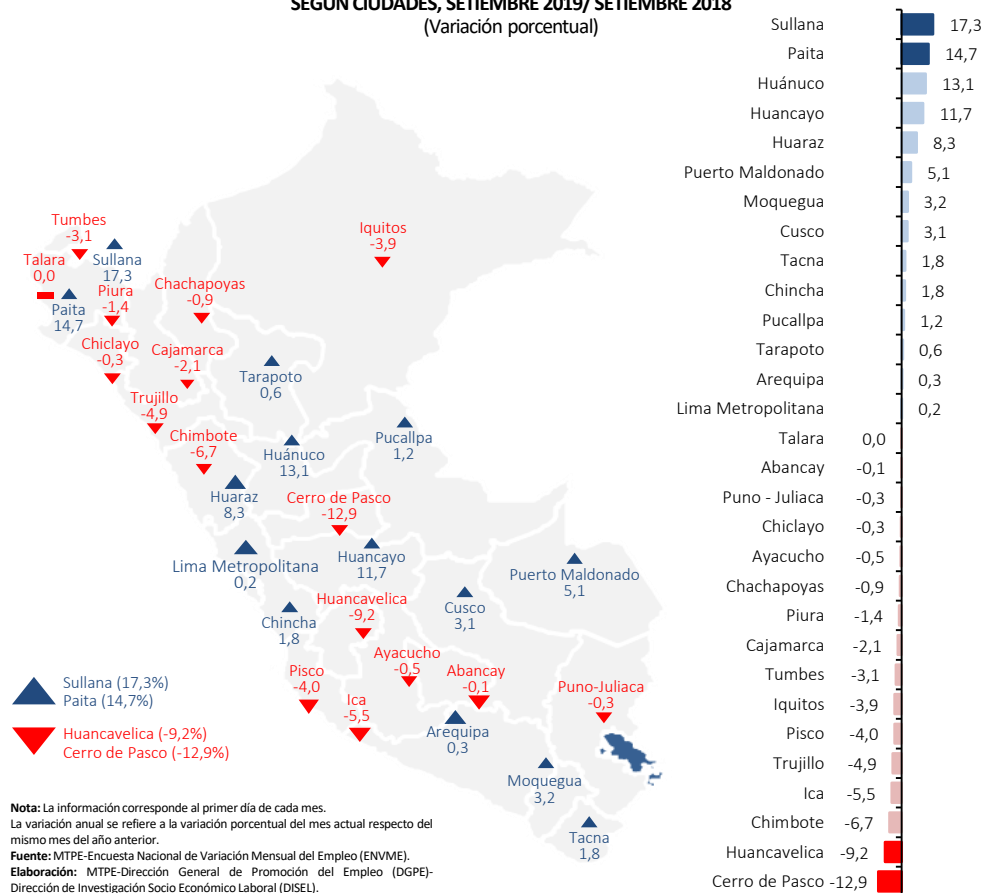 SEGÚN CIUDADES, SETIEMBRE 2019/ SETIEMBRE 2018
(Variación porcentual)
Tumbes
-3,1
Sullana
17,3
Talara
0,0
Paita
14,7
Piura
-1,4
Chachapoyas
-0,9
Iquitos
-3,9
Chiclayo
-0,3
Cajamarca
-2,1
Tarapoto
0,6
Trujillo
-4,9
Chimbote
-6,7
Huánuco
13,1
Pucallpa
1,2
Huaraz
8,3
Cerro de Pasco
-12,9
Lima Metropolitana
0,2
Huancayo
11,7
Puerto Maldonado
5,1
Chincha
1,8
Huancavelica
-9,2
Cusco
3,1
Pisco
-4,0
Ica
-5,5
Ayacucho
-0,5
Abancay
-0,1
Puno-Juliaca
-0,3
Arequipa
0,3
Moquegua
3,2
Tacna
1,8
Sullana (17,3%)
Paita (14,7%)
Huancavelica (-9,2%)
Cerro de Pasco (-12,9%)
Nota: La información corresponde al primer día de cada mes.
La variación anual se refiere a la variación porcentual del mes actual respecto del
mismo mes del año anterior.
Fuente: MTPE-Encuesta Nacional de Variación Mensual del Empleo (ENVME).
Elaboración: MTPE-Dirección General de Promoción del Empleo (DGPE)-
Dirección de Investigación Socio Económico Laboral (DISEL).
Sullana 17,3
Paita 14,7
Huánuco 13,1
Huancayo 11,7
Huaraz 8,3
Puerto Maldonado 5,1
Moquegua 3,2
Cusco 3,1
Tacna 1,8
Chincha 1,8
Pucallpa 1,2
Tarapoto 0,6
Arequipa 0,3
Lima Metropolitana 0,2
Talara 0,0
Abancay -0,1
Puno - Juliaca -0,3
Chiclayo -0,3
Ayacucho -0,5
Chachapoyas -0,9
Piura -1,4
Cajamarca -2,1
Tumbes -3,1
Iquitos -3,9
Pisco -4,0
Trujillo -4,9
Ica -5,5
Chimbote -6,7
Huancavelica -9,2
Cerro de Pasco -12,9